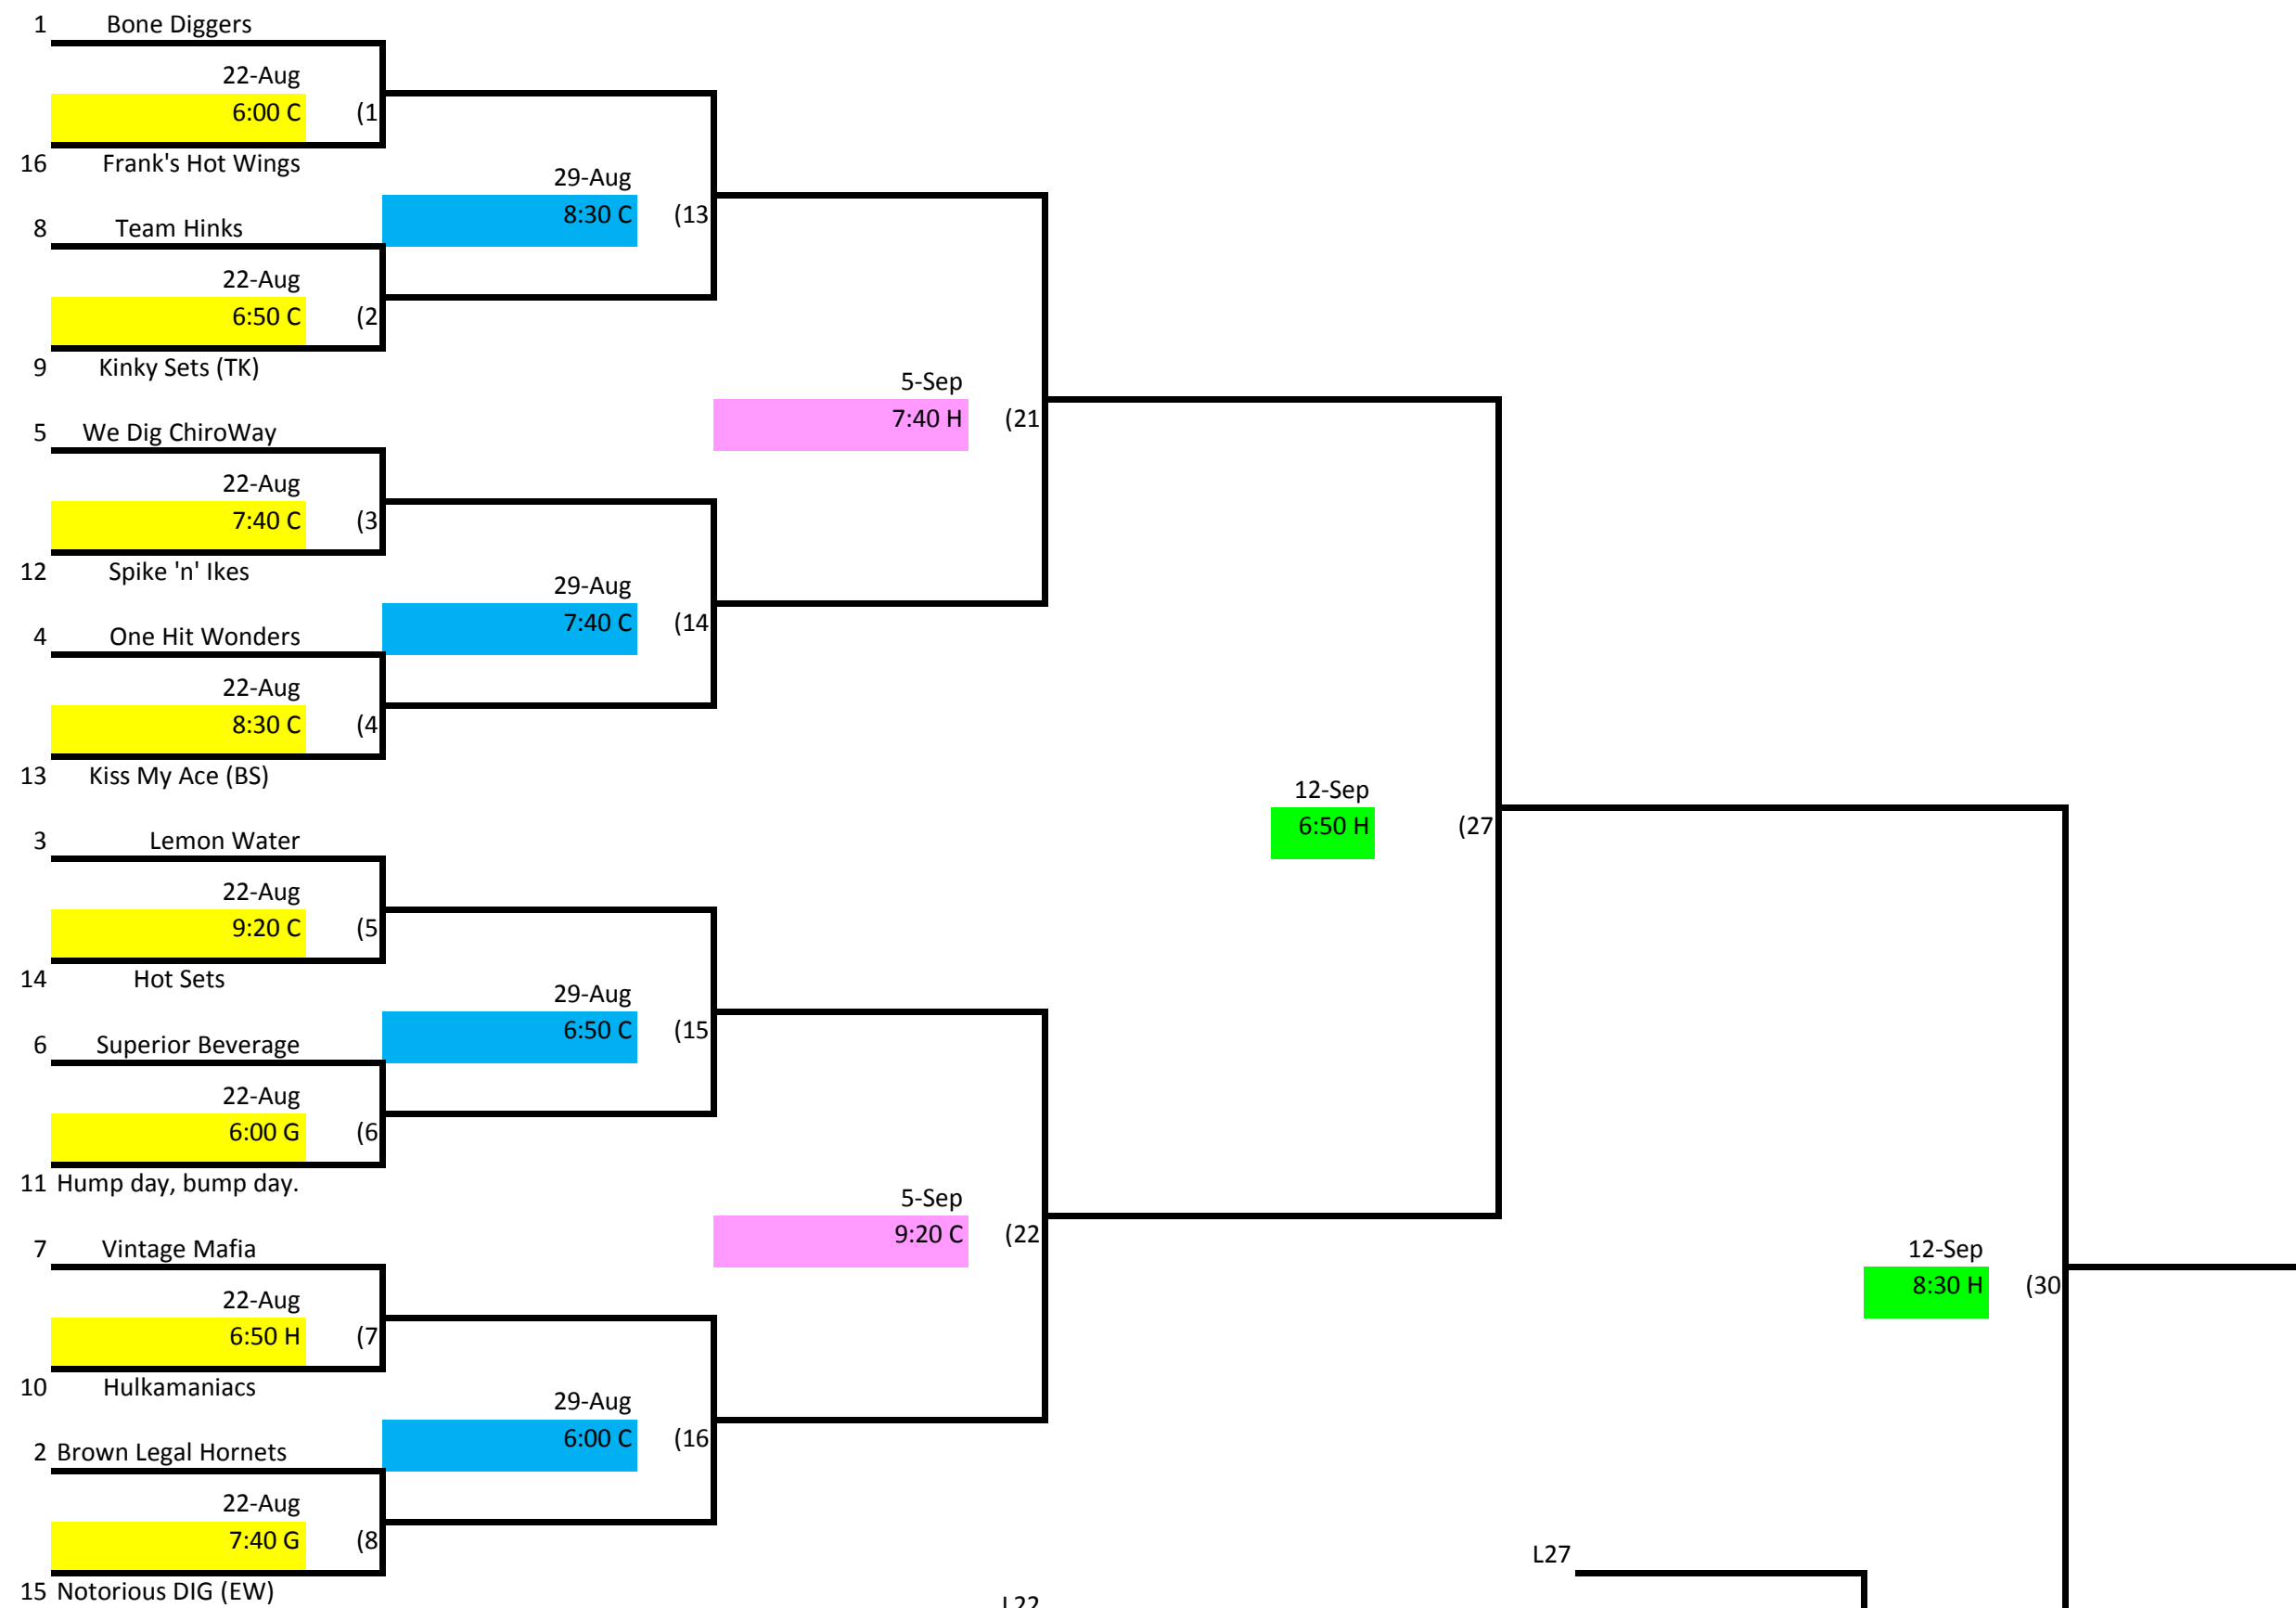 1 Bone Diggers
22-Aug
6:00 C (1
16 Frank's Hot Wings
29-Aug
8:30 C (13
8 Team Hinks
22-Aug
6:50 C (2
9 Kinky Sets (TK)
5-Sep
7:40 H (21
5 We Dig ChiroWay
22-Aug
7:40 C (3
12 Spike 'n' Ikes
29-Aug
7:40 C (14
4 One Hit Wonders
22-Aug
8:30 C (4
13 Kiss My Ace (BS)
12-Sep
6:50 H (27
3 Lemon Water
22-Aug
9:20 C (5
14 Hot Sets
29-Aug
6:50 C (15
6 Superior Beverage
22-Aug
6:00 G (6
11 Hump day, bump day.
5-Sep
9:20 C (22
7 Vintage Mafia
12-Sep
8:30 H (30
22-Aug
6:50 H (7
10 Hulkamaniacs
29-Aug
6:00 C (16
2 Brown Legal Hornets
22-Aug
7:40 G (8
L27
15 Notorious DIG (EW)
L22